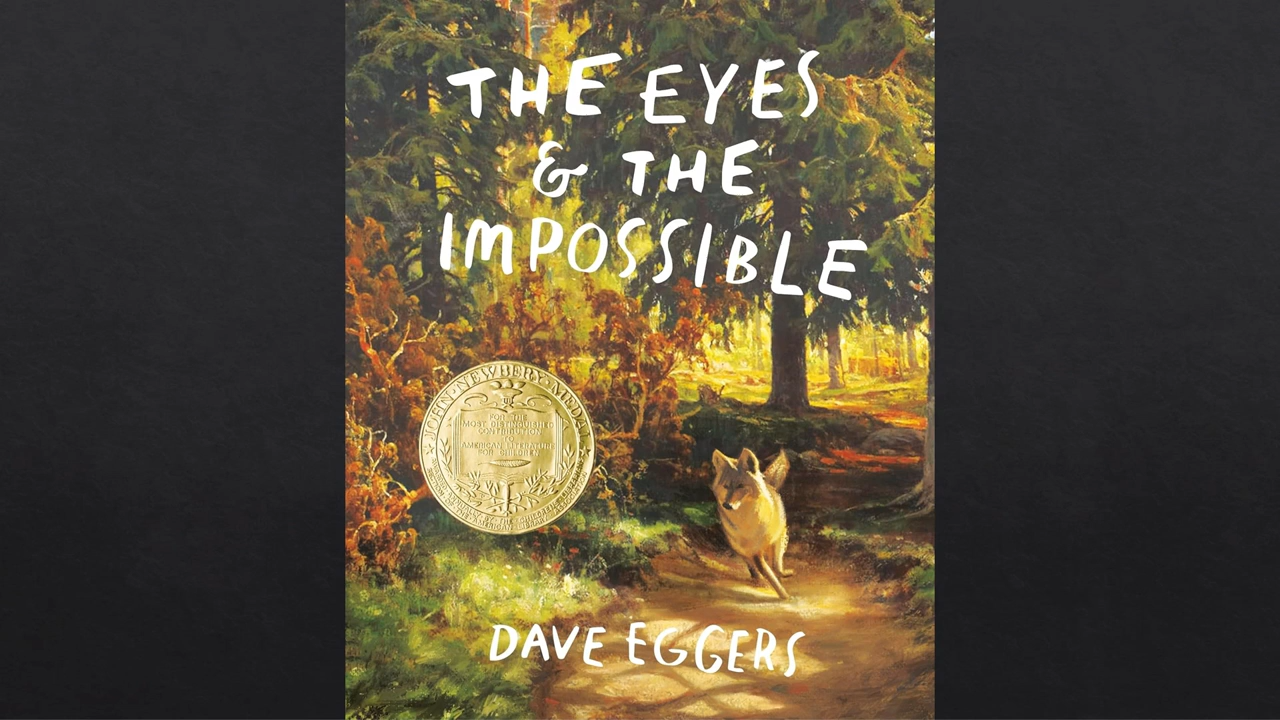 THE EYES
& THE
IMPOSSIBLE
JOHN NEWBERY MEDAL
FOR THE
MOST DISTINGUISHED
CONTRIBUTION
TO
AMERICAN LITERATURE
FOR CHILDREN
DAVE EGGERS